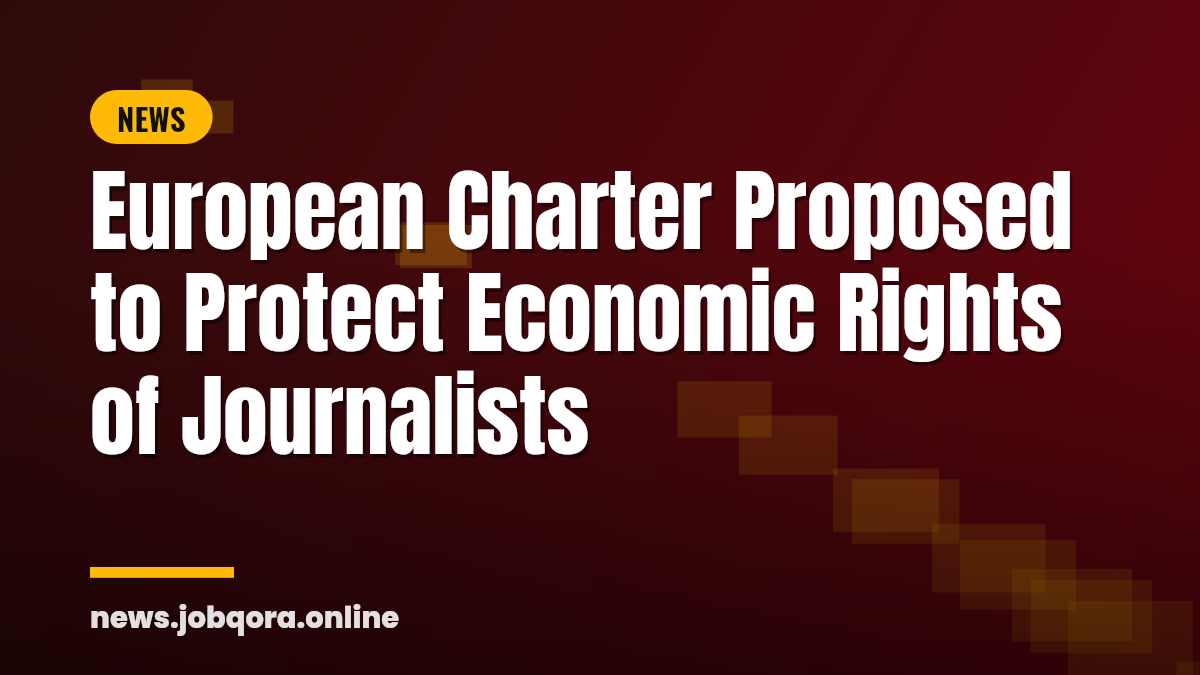 NEWS
European Charter Proposed
to Protect Economic Rights
of Journalists
news.jobqora.online